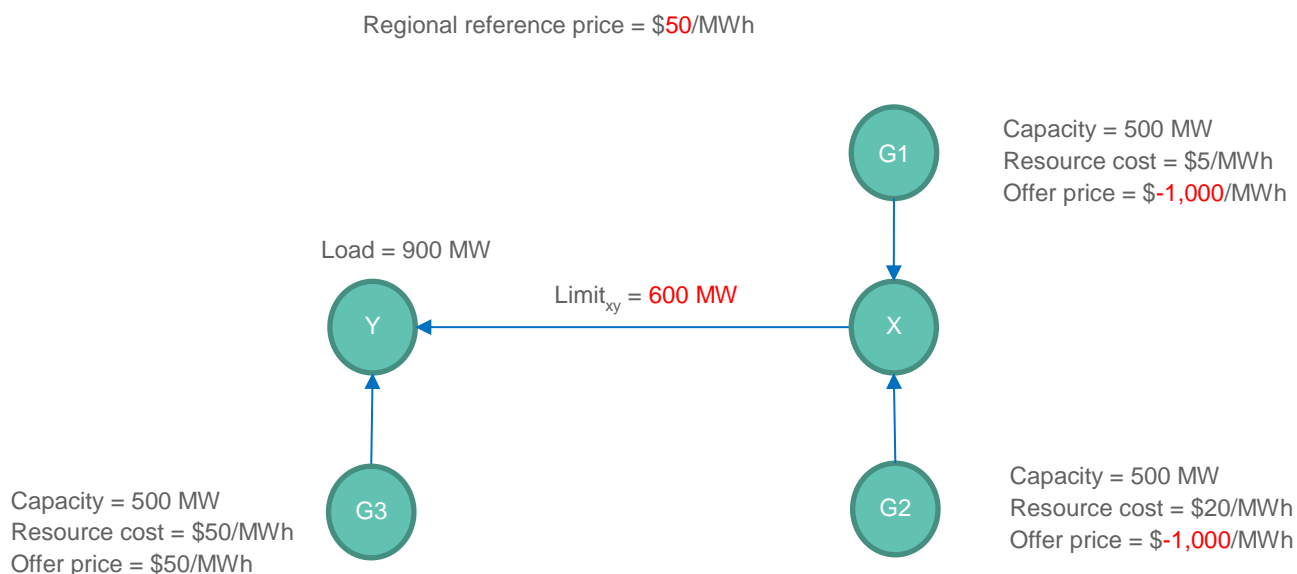 Regional reference price = $50/MWh
G1
Capacity = 500 MW
Resource cost = $5/MWh
Offer price = $-1,000/MWh
Load = 900 MW
Limitxy = 600 MW
Y
X
Capacity = 500 MW
Resource cost = $50/MWh
Offer price = $50/MWh
G3
G2
Capacity = 500 MW
Resource cost = $20/MWh
Offer price = $-1,000/MWh